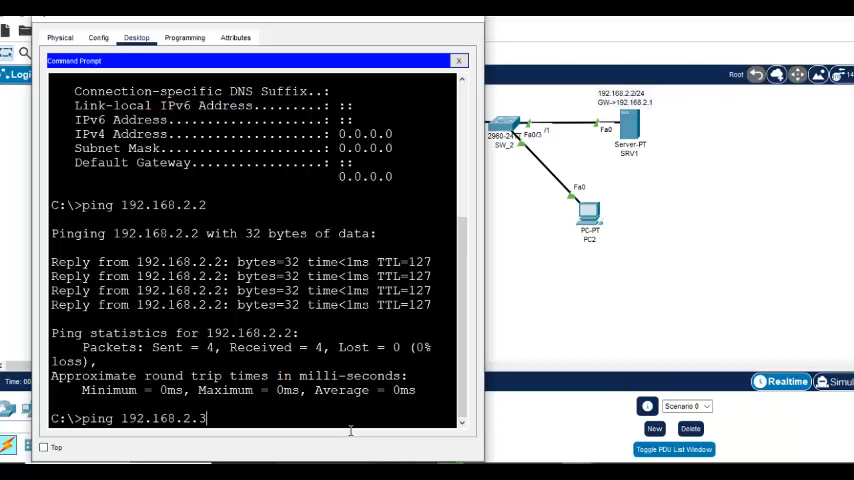 Physical Config Desktop Programming Attributes
Command Prompt X
Connection-specific DNS Suffix..:
Link-local IPv6 Address.........: ::
IPv6 Address....................: ::
IPv4 Address....................: 0.0.0.0
Subnet Mask.....................: 0.0.0.0
Default Gateway.................: ::
0.0.0.0
C:\>ping 192.168.2.2
Pinging 192.168.2.2 with 32 bytes of data:
Reply from 192.168.2.2: bytes=32 time<1ms TTL=127
Reply from 192.168.2.2: bytes=32 time<1ms TTL=127
Reply from 192.168.2.2: bytes=32 time<1ms TTL=127
Reply from 192.168.2.2: bytes=32 time<1ms TTL=127
Ping statistics for 192.168.2.2:
Packets: Sent = 4, Received = 4, Lost = 0 (0%
loss),
Approximate round trip times in milli-seconds:
Minimum = 0ms, Maximum = 0ms, Average = 0ms
C:\>ping 192.168.2.3
Top
Root
192.168.2.2/24
GW->192.168.2.1
Fa0/3 /1 Fa0
SW_2
Server-PT
SRV1
Fa0
PC-PT
PC2
Realtime
Scenario 0
New Delete
Toggle PDU List Window
Time: 00